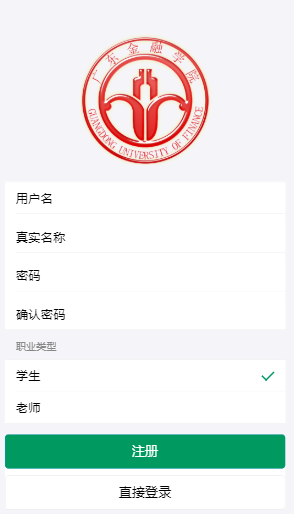 广东金融学院
GUANGDONG UNIVERSITY OF FINANCE
用户名
真实名称
密码
确认密码
职业类型
学生
老师
注册
直接登录